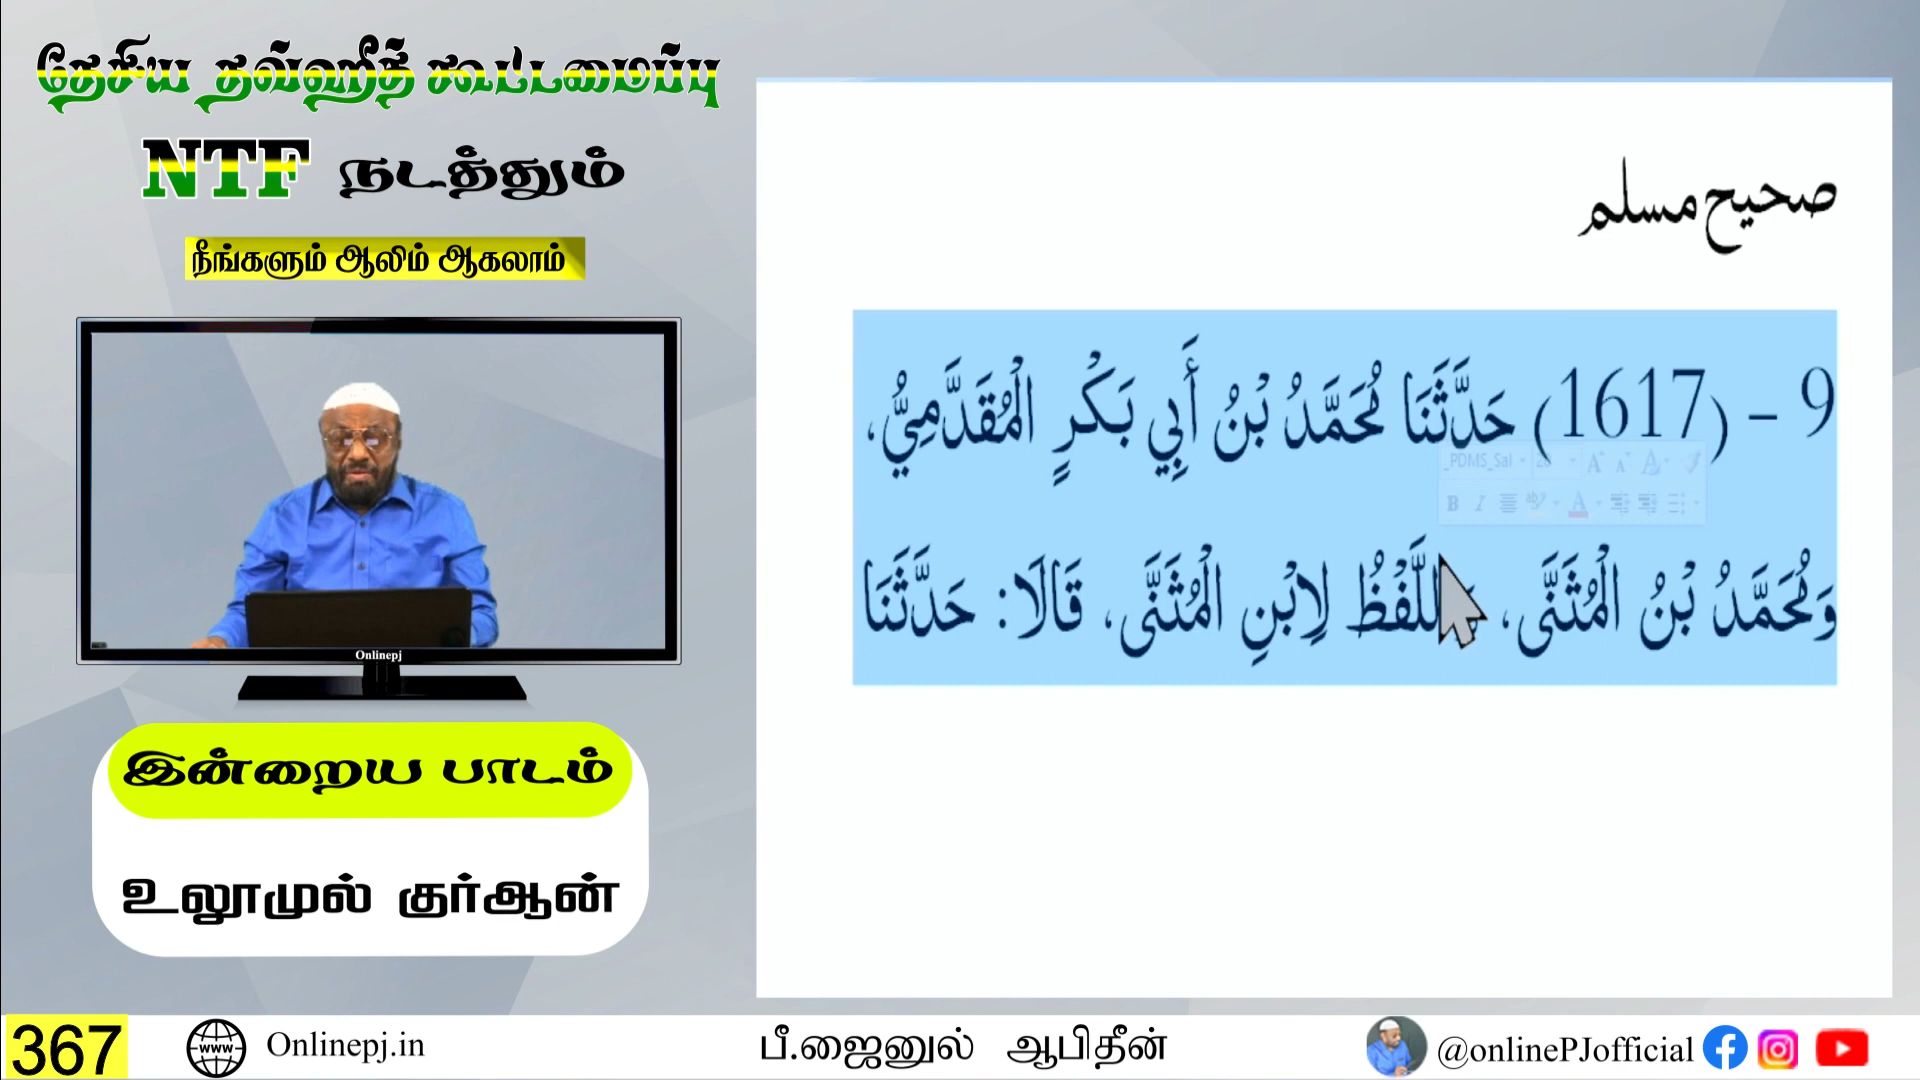 தேசிய தவ்ஹீத் கூட்டமைப்பு
NTF நடத்தும்
நீங்களும் ஆலிம் ஆகலாம்
Onlinepj
இன்றைய பாடம்
உலூமுல் குர்ஆன்
صحيح مسلم
9 - (1617) حَدَّثَنَا مُحَمَّدُ بْنُ أَبِي بَكْرٍ الْمُقَدَّمِيُّ،
وَمُحَمَّدُ بْنُ الْمُثَنَّى، وَاللَّفْظُ لِابْنِ الْمُثَنَّى، قَالَا: حَدَّثَنَا
367
www
Onlinepj.in
பீ.ஜைனுல் ஆபிதீன்
@onlinePJofficial